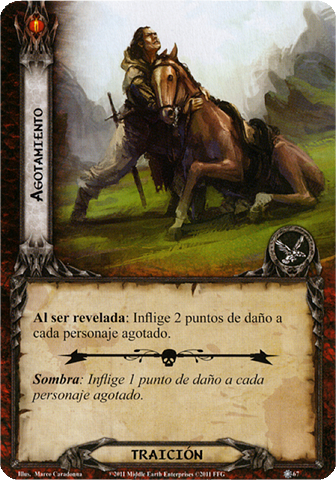 AGOTAMIENTO
Al ser revelada: Inflige 2 puntos de daño a
cada personaje agotado.
Sombra: Inflige 1 punto de daño a cada
personaje agotado.
TRAICIÓN
Illus. Marco Caradonna
©2011 Middle Earth Enterprises ©2011 FFG
67